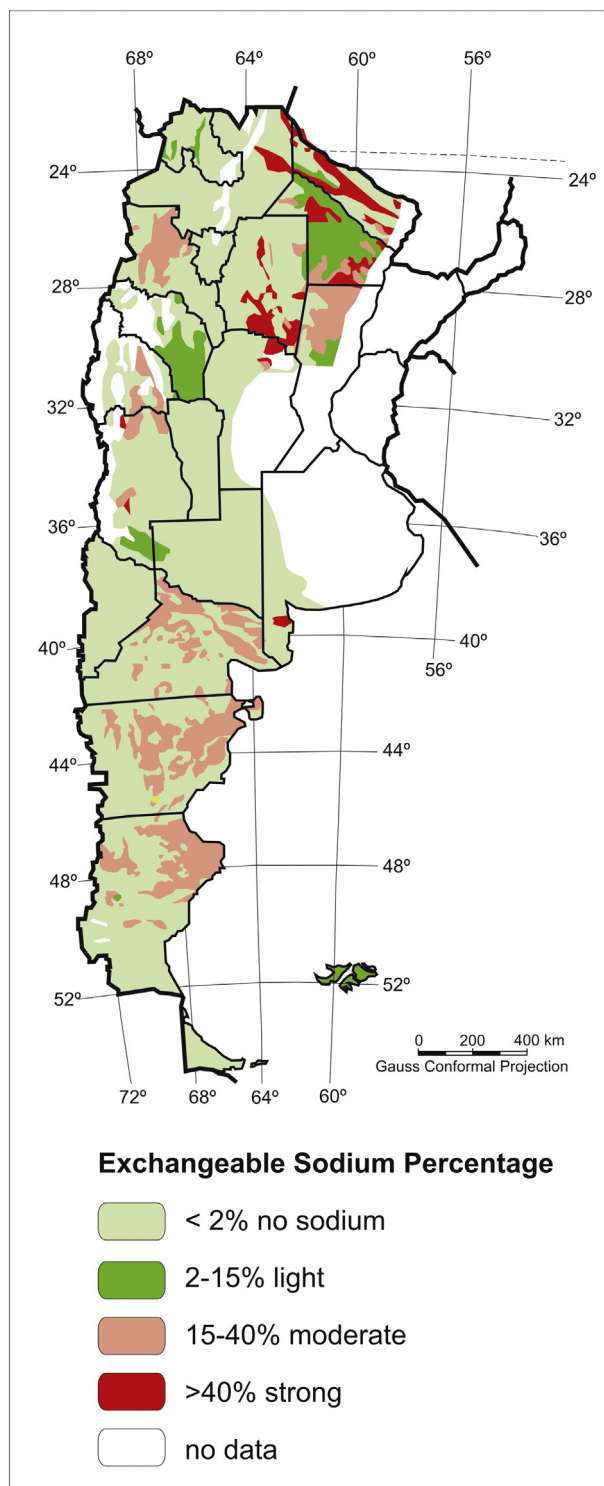 68º 64º 60º 56º
24º 24º
28º 28º
32º 32º
36º 36º
40º 40º
56º
44º 44º
48º 48º
52º 52º
0 200 400 km
Gauss Conformal Projection
72º 68º 64º 60º
Exchangeable Sodium Percentage
< 2% no sodium
2-15% light
15-40% moderate
>40% strong
no data